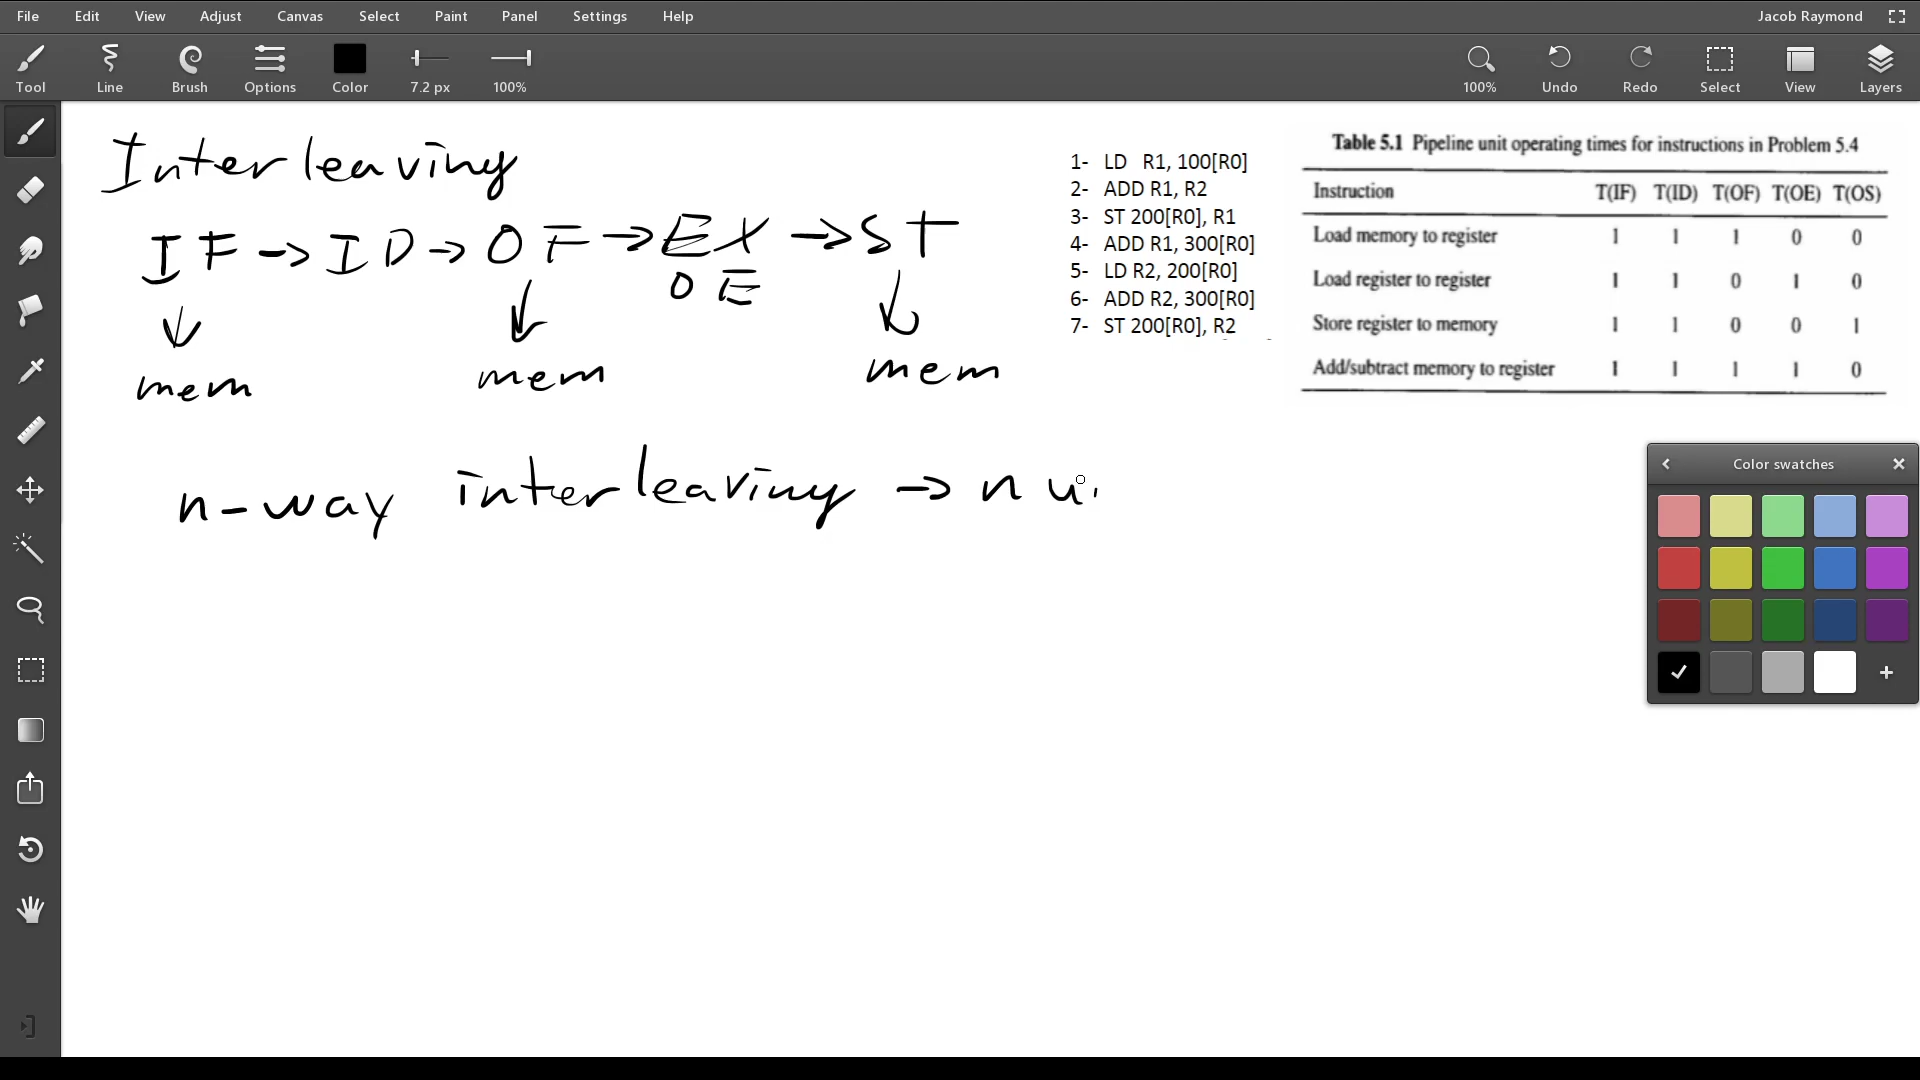 File Edit View Adjust Canvas Select Paint Panel Settings Help Jacob Raymond
Tool Line Brush Options Color 7.2 px 100% 100% Undo Redo Select View Layers
Interleaving
IF -> ID -> OF -> EX -> ST
OE
mem mem mem
n-way interleaving -> n
1- LD R1, 100[R0]
2- ADD R1, R2
3- ST 200[R0], R1
4- ADD R1, 300[R0]
5- LD R2, 200[R0]
6- ADD R2, 300[R0]
7- ST 200[R0], R2
Table 5.1 Pipeline unit operating times for instructions in Problem 5.4
Instruction T(IF) T(ID) T(OF) T(OE) T(OS)
Load memory to register 1 1 1 0 0
Load register to register 1 1 0 1 0
Store register to memory 1 1 0 0 1
Add/subtract memory to register 1 1 1 1 0
Color swatches